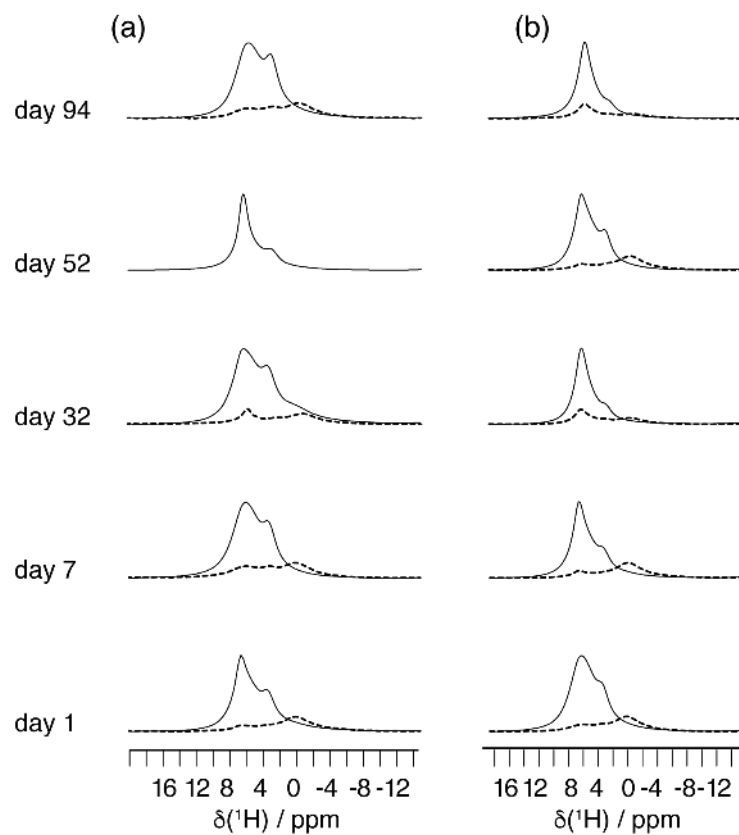 (a) (b)
day 94
day 52
day 32
day 7
day 1
16 12 8 4 0 -4 -8 -12 16 12 8 4 0 -4 -8 -12
δ(¹H) / ppm δ(¹H) / ppm